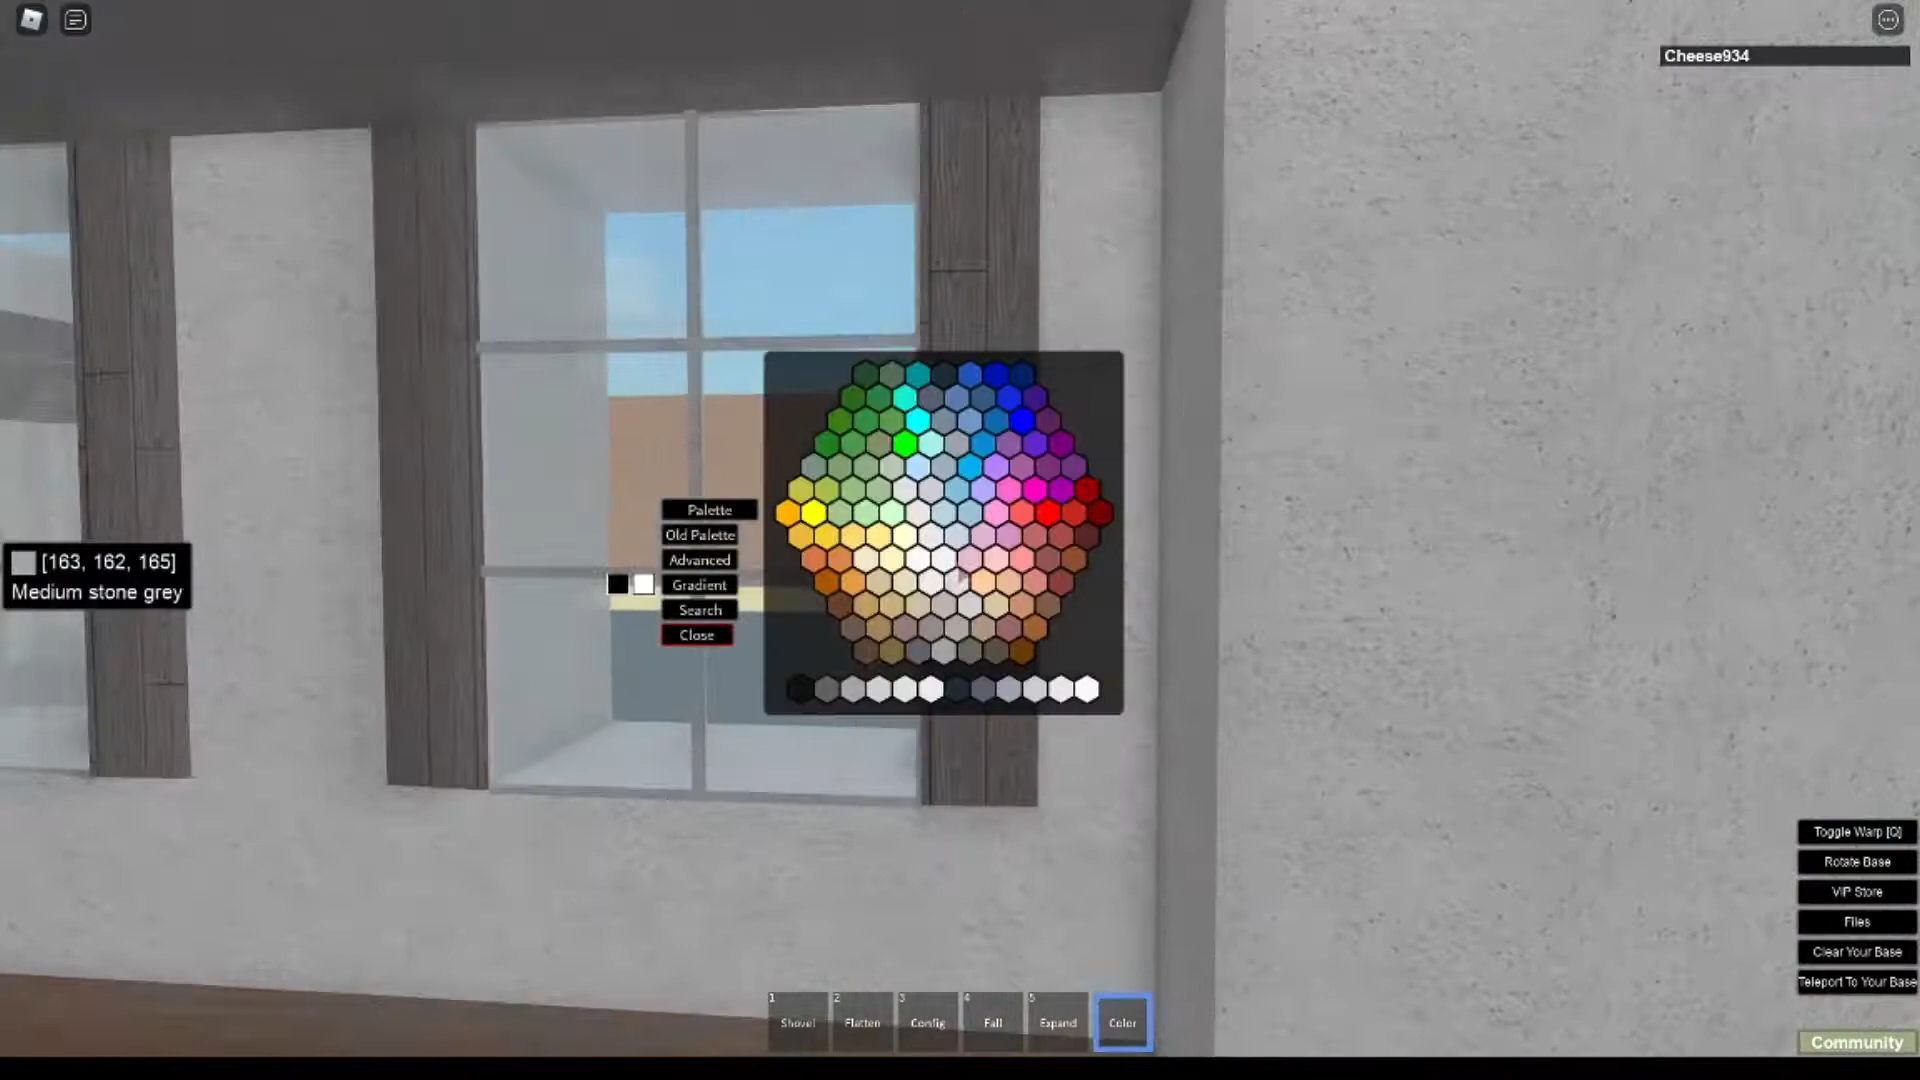 Cheese934
Palette
Old Palette
Advanced
Gradient
Search
Close
[163, 162, 165]
Medium stone grey
Toggle Warp [Q]
Rotate Base
VIP Store
Files
Clear Your Base
Teleport To Your Base
1 Shovel
2 Flatten
3 Config
4 Fall
5 Expand
Color
Community